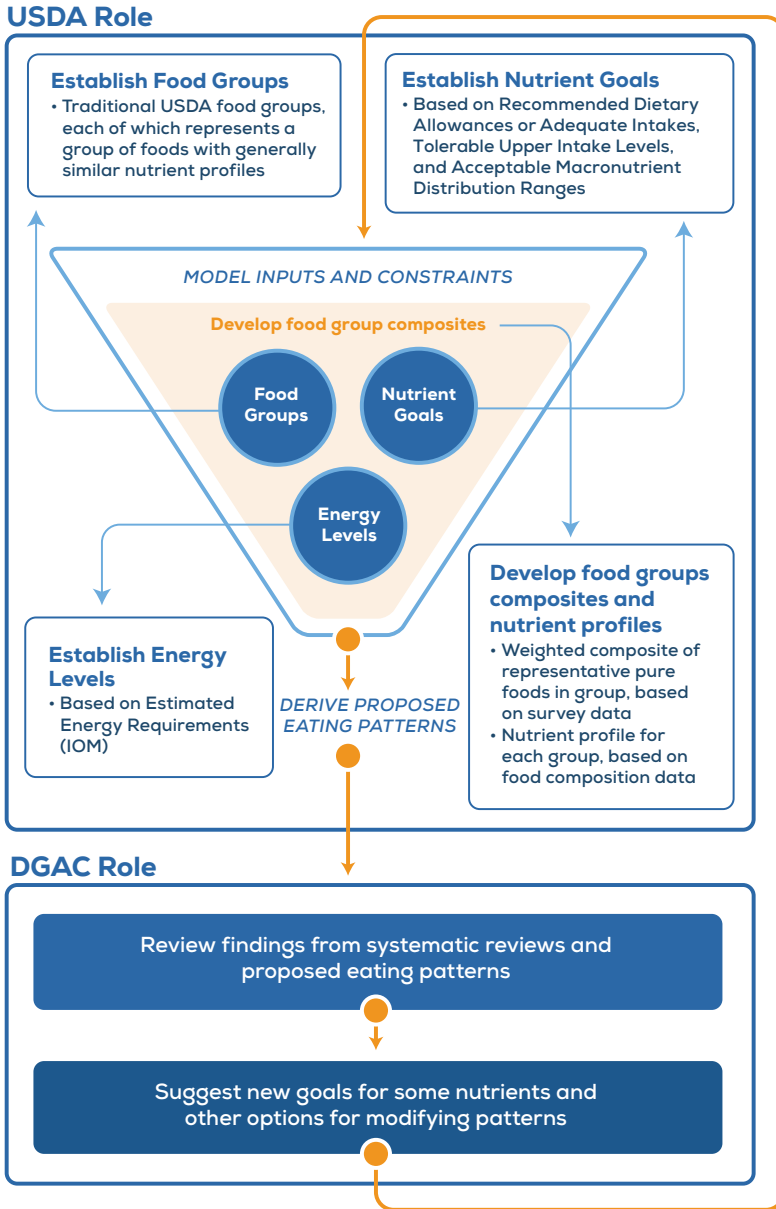 USDA Role
Establish Food Groups
• Traditional USDA food groups,
each of which represents a
group of foods with generally
similar nutrient profiles
Establish Nutrient Goals
• Based on Recommended Dietary
Allowances or Adequate Intakes,
Tolerable Upper Intake Levels,
and Acceptable Macronutrient
Distribution Ranges
MODEL INPUTS AND CONSTRAINTS
Develop food group composites
Food
Groups
Nutrient
Goals
Energy
Levels
Establish Energy
Levels
• Based on Estimated
Energy Requirements
(IOM)
DERIVE PROPOSED
EATING PATTERNS
Develop food groups
composites and
nutrient profiles
• Weighted composite of
representative pure
foods in group, based
on survey data
• Nutrient profile for
each group, based on
food composition data
DGAC Role
Review findings from systematic reviews and
proposed eating patterns
Suggest new goals for some nutrients and
other options for modifying patterns